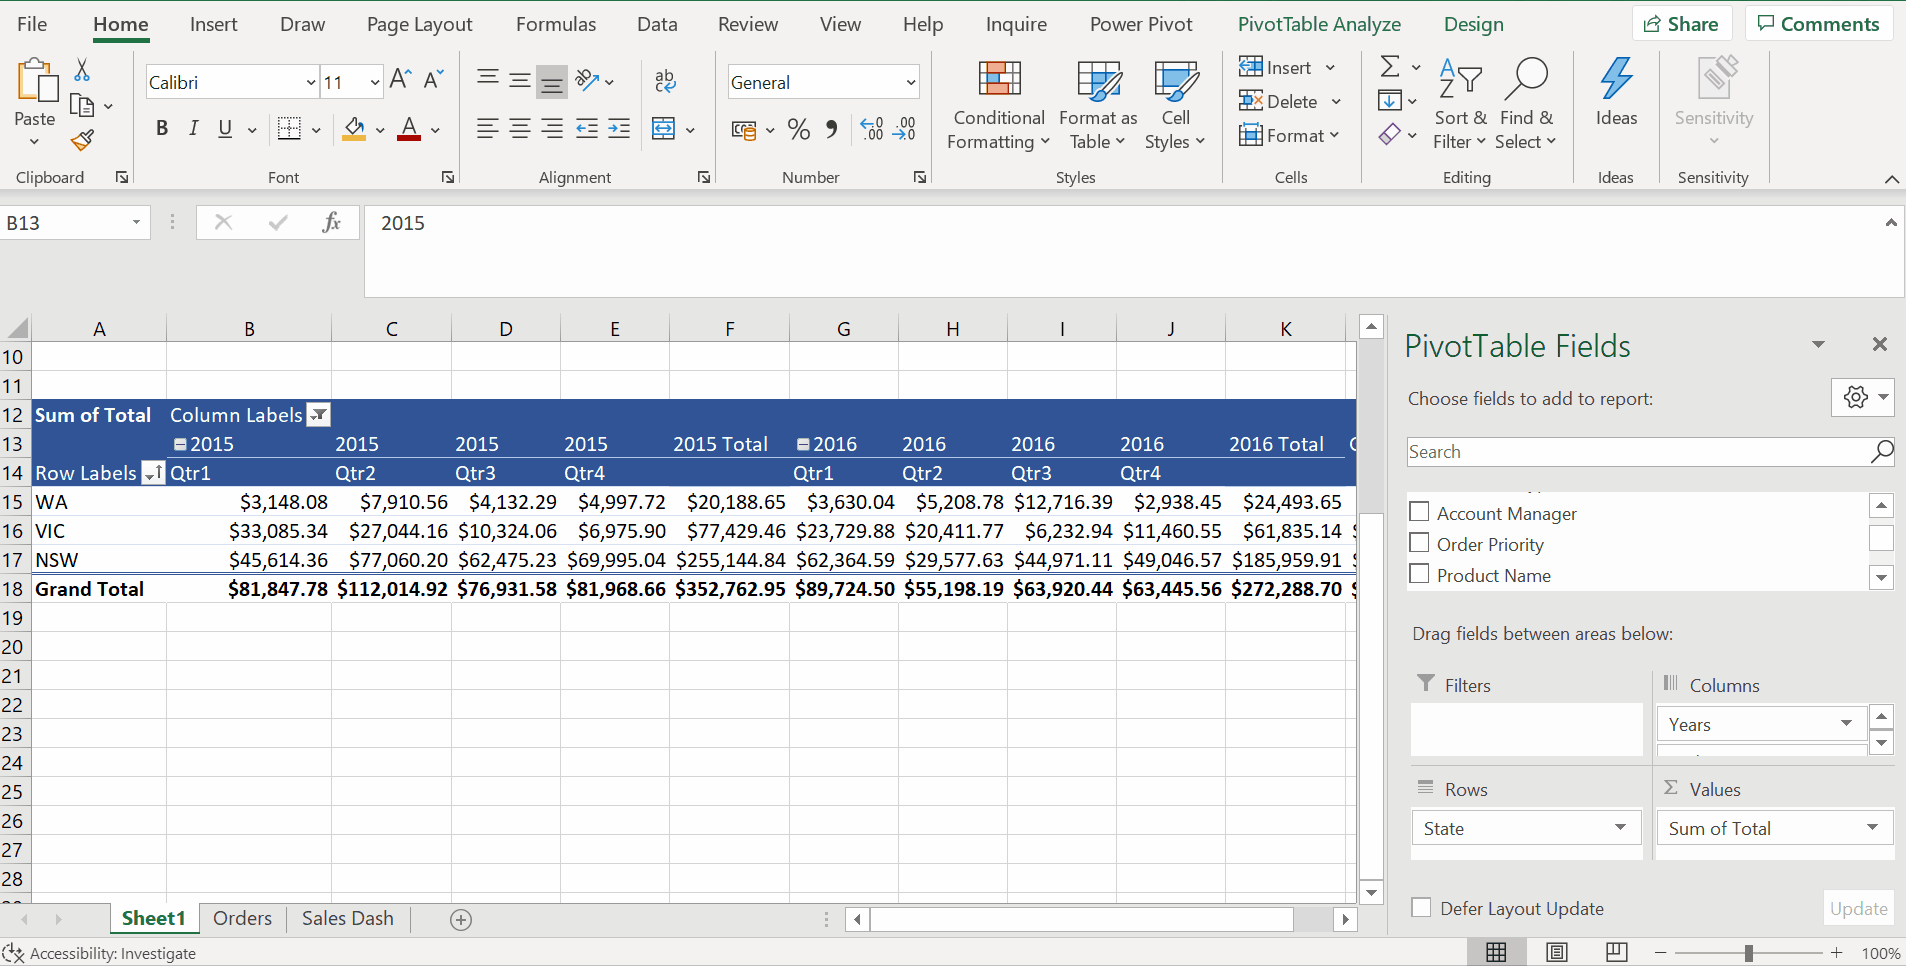 File Home Insert Draw Page Layout Formulas Data Review View Help Inquire Power Pivot PivotTable Analyze Design Share Comments
Paste
Clipboard
Calibri 11
B I U
A
Font
ab
Alignment
General
% 9
Number
Conditional Formatting
Format as Table
Cell Styles
Styles
Insert
Delete
Format
Cells
Sort & Filter
Find & Select
Editing
Ideas
Ideas
Sensitivity
Sensitivity
B13 fx 2015
A B C D E F G H I J K
10
11
12 Sum of Total Column Labels
13 2015 2015 2015 2015 2015 Total 2016 2016 2016 2016 2016 Total
14 Row Labels Qtr1 Qtr2 Qtr3 Qtr4 Qtr1 Qtr2 Qtr3 Qtr4
15 WA $3,148.08 $7,910.56 $4,132.29 $4,997.72 $20,188.65 $3,630.04 $5,208.78 $12,716.39 $2,938.45 $24,493.65
16 VIC $33,085.34 $27,044.16 $10,324.06 $6,975.90 $77,429.46 $23,729.88 $20,411.77 $6,232.94 $11,460.55 $61,835.14
17 NSW $45,614.36 $77,060.20 $62,475.23 $69,995.04 $255,144.84 $62,364.59 $29,577.63 $44,971.11 $49,046.57 $185,959.91
18 Grand Total $81,847.78 $112,014.92 $76,931.58 $81,968.66 $352,762.95 $89,724.50 $55,198.19 $63,920.44 $63,445.56 $272,288.70
19
20
21
22
23
24
25
26
27
28
PivotTable Fields
Choose fields to add to report:
Search
Account Manager
Order Priority
Product Name
Drag fields between areas below:
Filters
Columns
Years
Rows
State
Values
Sum of Total
Defer Layout Update Update
Sheet1 Orders Sales Dash
Accessibility: Investigate 100%